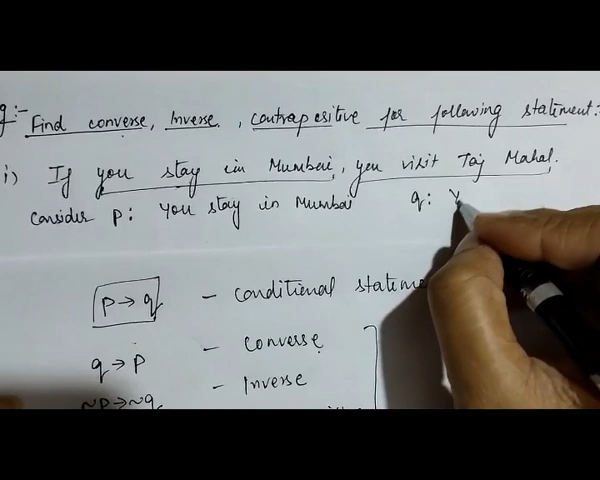 g:- Find converse, Inverse, contrapositive for following statement:-
i) If you stay in Mumbai, you visit Taj Mahal.
consider p: You stay in Mumbai q: Y
p → q - conditional stateme
q → p - Converse
~p → ~q - Inverse